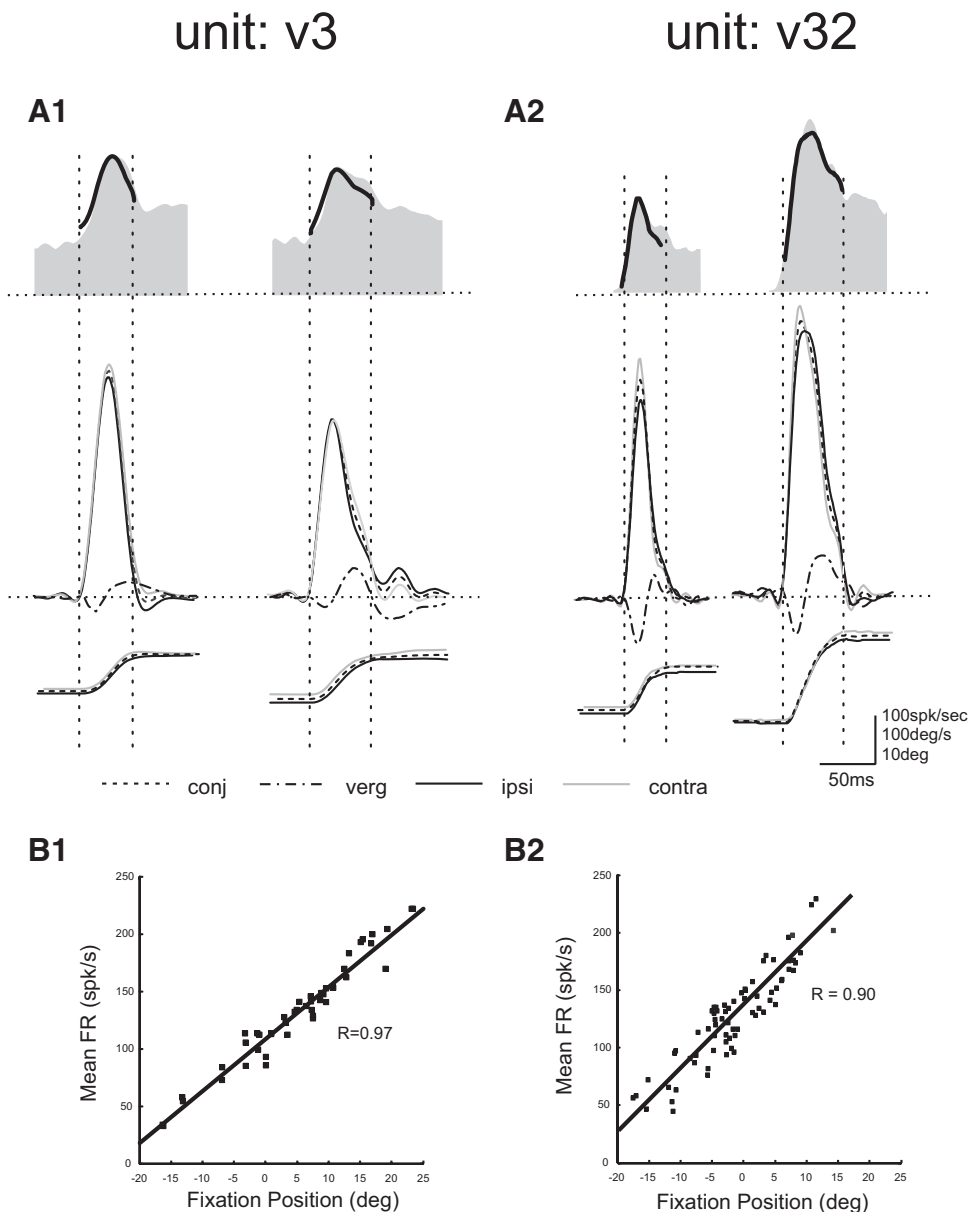 unit: v3
unit: v32
A1
A2
100spk/sec
100deg/s
10deg
50ms
conj
verg
ipsi
contra
B1
B2
250
200
150
100
50
0
Mean FR (spk/s)
R=0.97
-20 -15 -10 -5 0 5 10 15 20 25
Fixation Position (deg)
250
200
150
100
50
0
Mean FR (spk/s)
R = 0.90
-20 -15 -10 -5 0 5 10 15 20 25
Fixation Position (deg)